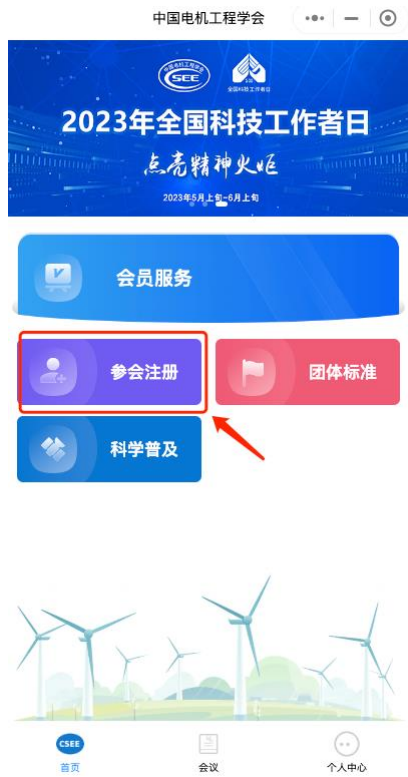 中国电机工程学会
CSEE
2023年全国科技工作者日
点亮精神火炬
2023年5月上旬-6月上旬
会员服务
参会注册
团体标准
科学普及
CSEE
首页
会议
个人中心